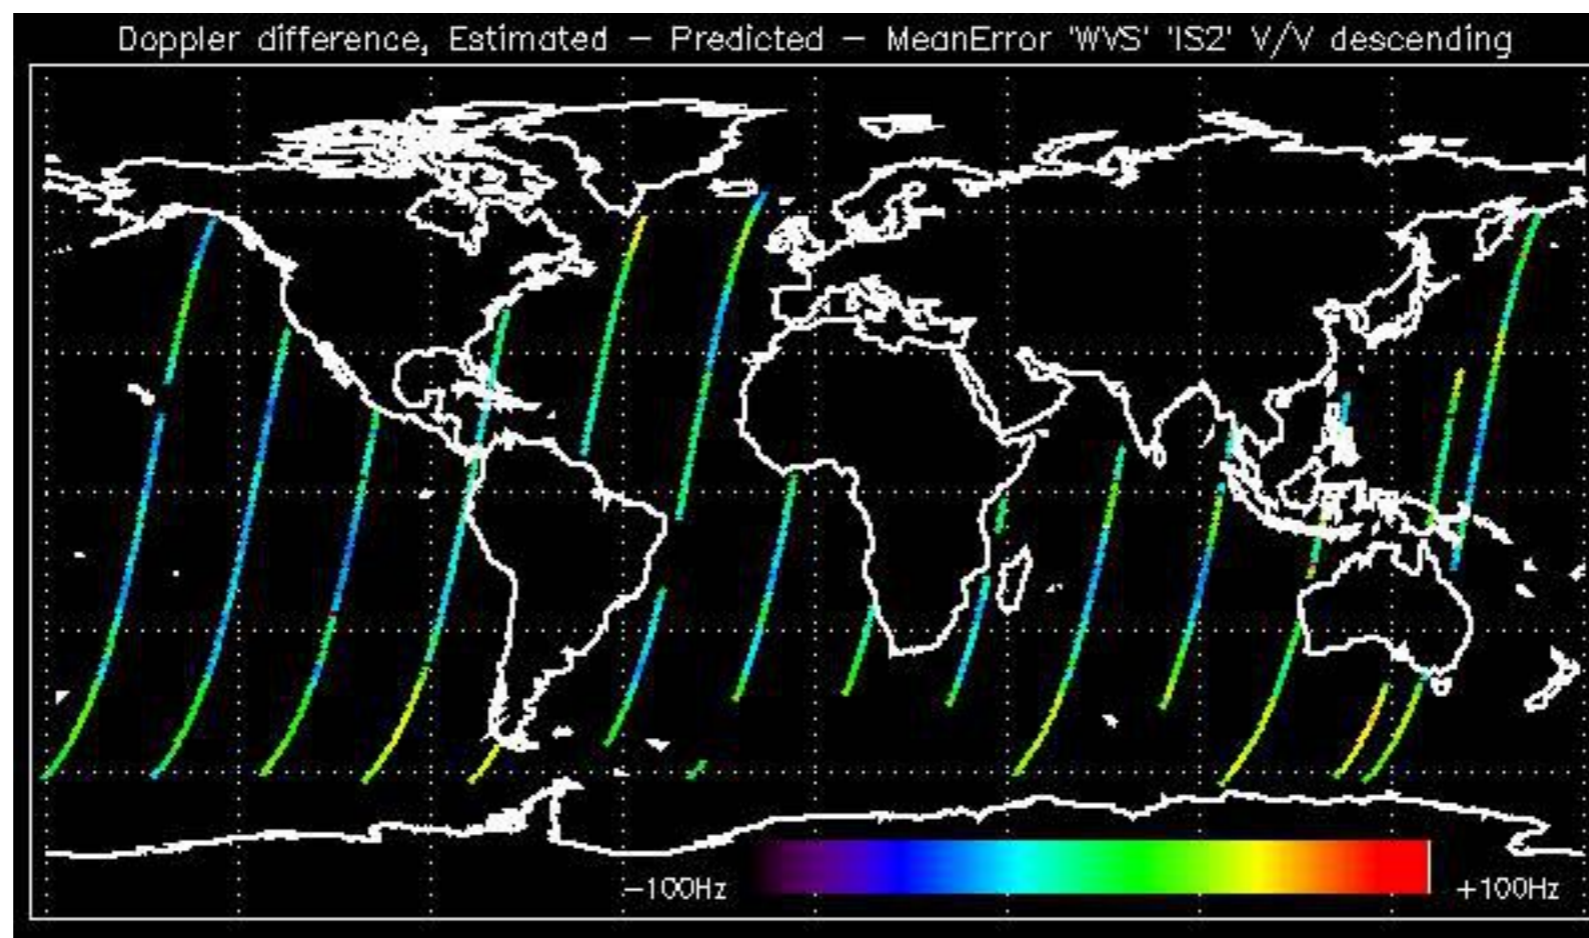 Doppler difference, Estimated – Predicted – MeanError 'WVS' 'IS2' V/V descending
–100Hz
+100Hz